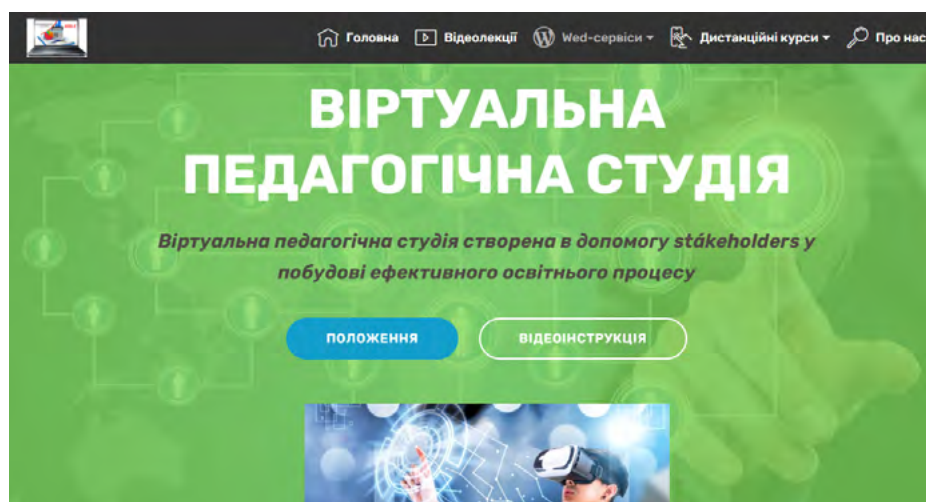 Головна Відеолекції Wed-сервіси Дистанційні курси Про нас
ВІРТУАЛЬНА
ПЕДАГОГІЧНА СТУДІЯ
Віртуальна педагогічна студія створена в допомогу stákeholders у
побудові ефективного освітнього процесу
ПОЛОЖЕННЯ ВІДЕОІНСТРУКЦІЯ